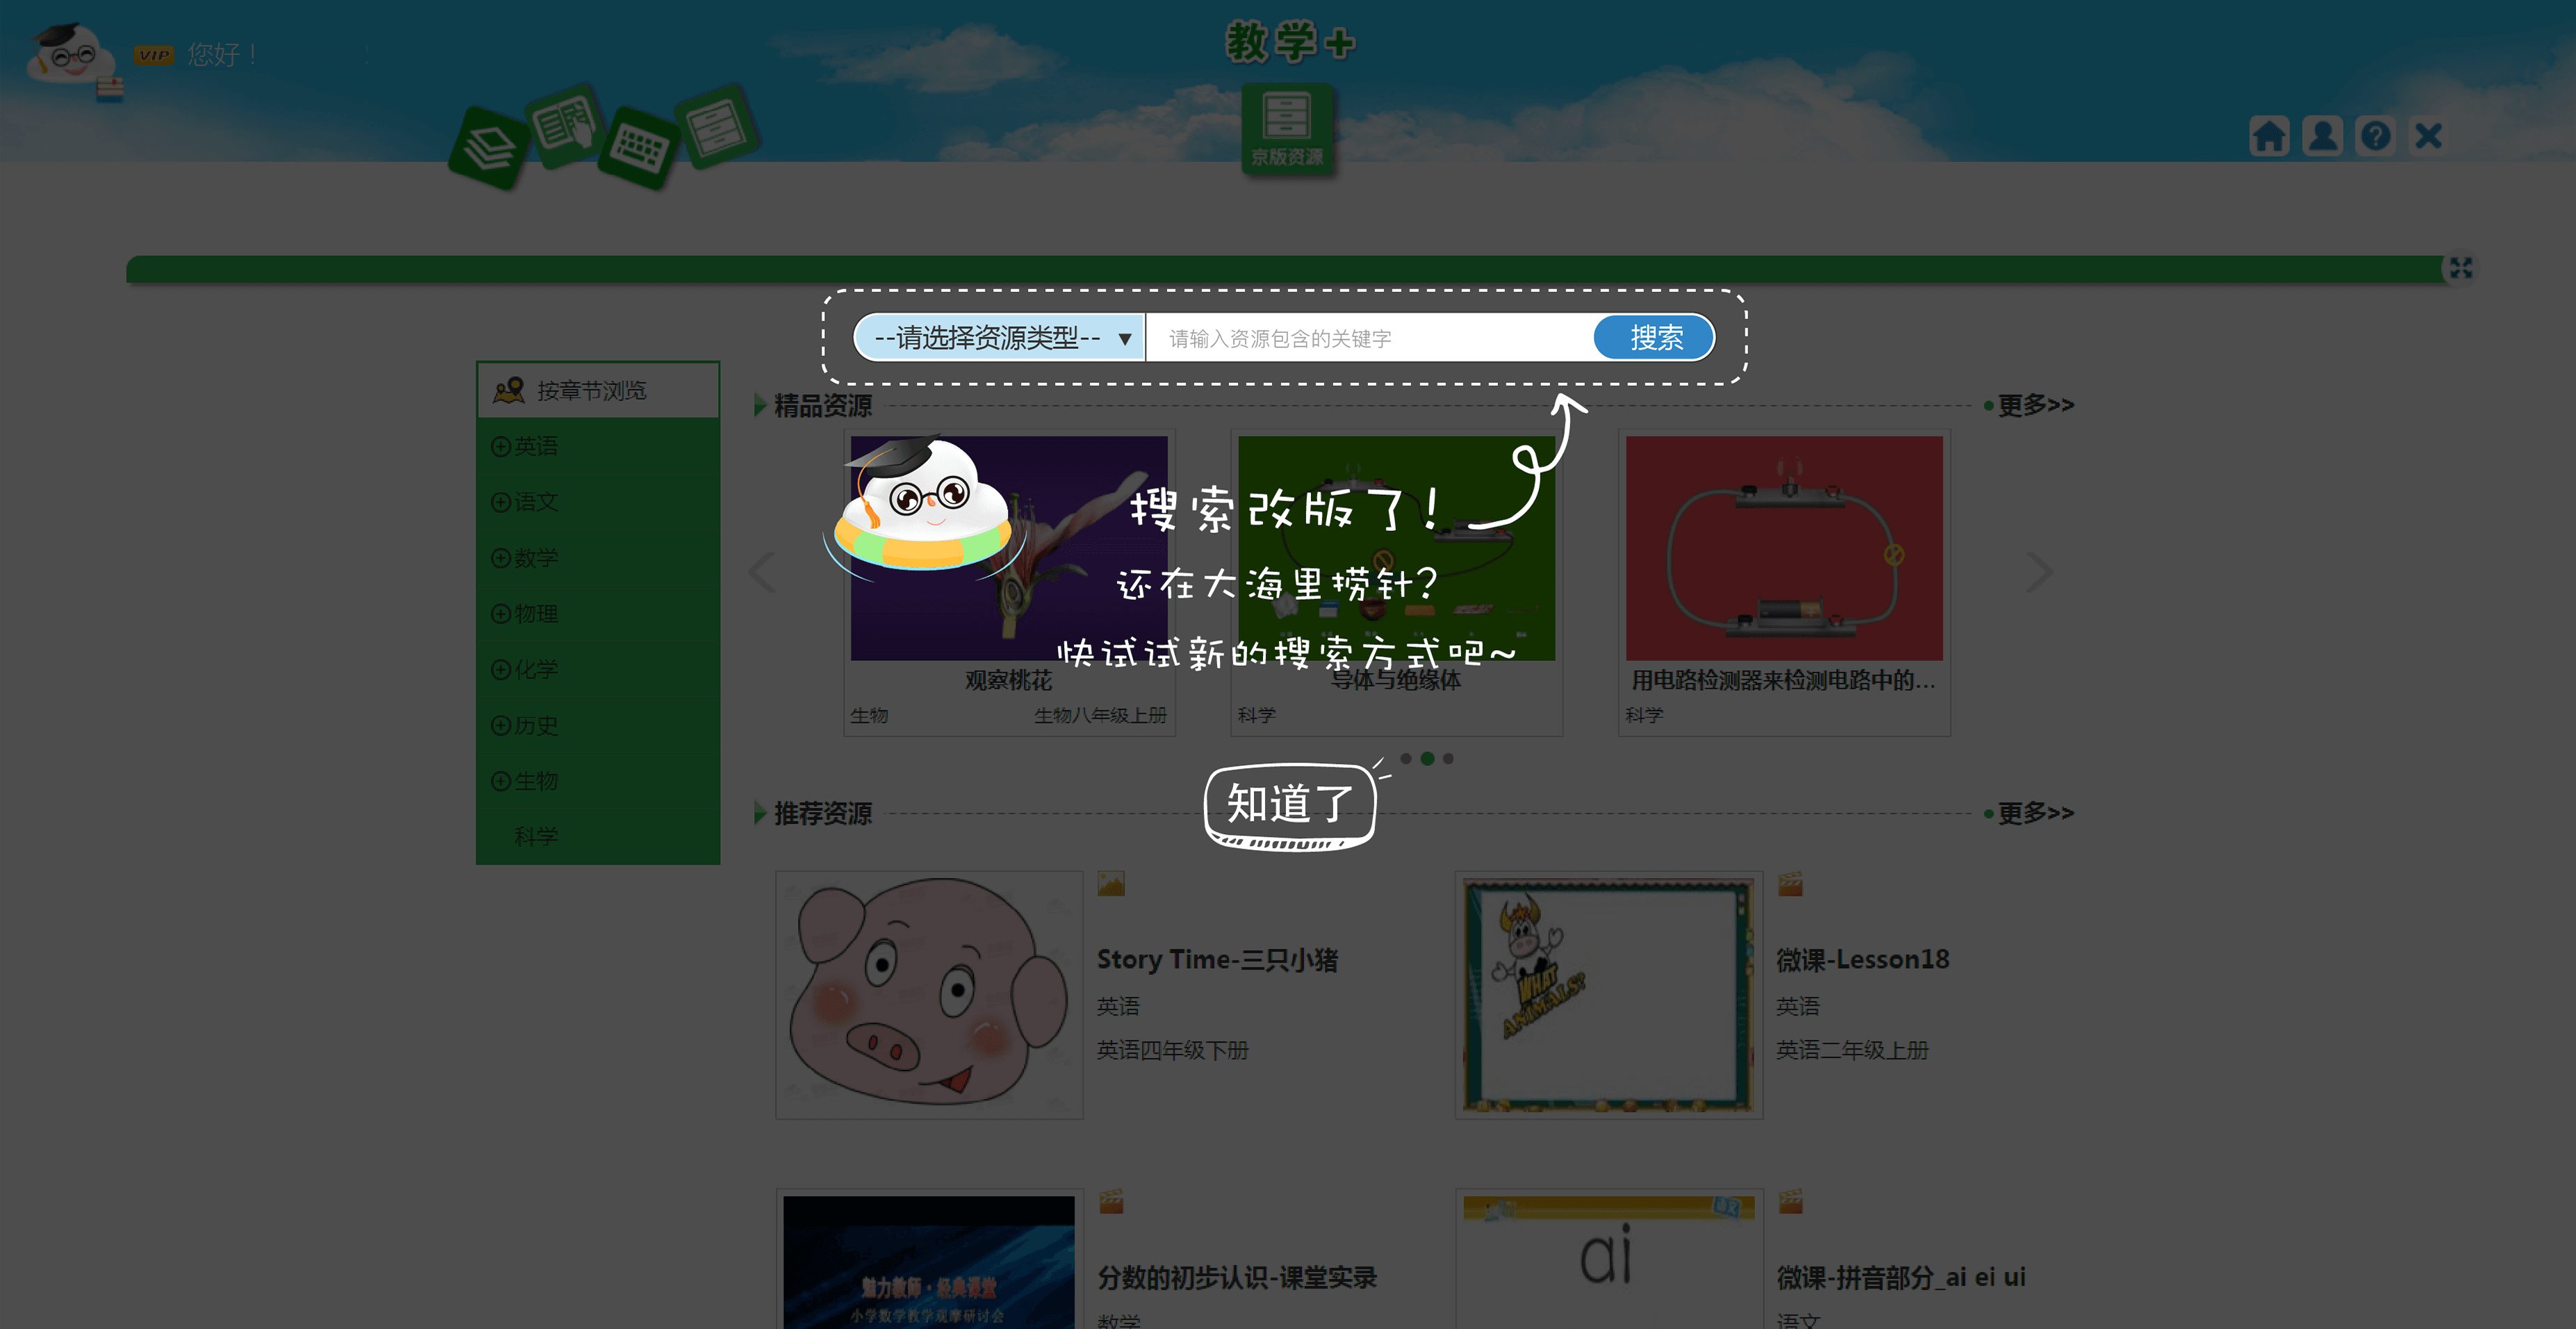 VIP 您好！
教学+
京版资源
--请选择资源类型-- ▼ 请输入资源包含的关键字 搜索
按章节浏览
英语
语文
数学
物理
化学
历史
生物
科学
精品资源 更多>>
搜索改版了！
还在大海里捞针？
快试试新的搜索方式吧~
观察桃花
生物 生物八年级上册
导体与绝缘体
科学
用电路检测器来检测电路中的...
科学
知道了
推荐资源 更多>>
Story Time-三只小猪
英语
英语四年级下册
WHAT
ANIMALS?
微课-Lesson18
英语
英语二年级上册
魅力教师·经典课堂
小学数学教学观摩研讨会
分数的初步认识-课堂实录
数学
语文
ai
微课-拼音部分_ai ei ui
语文